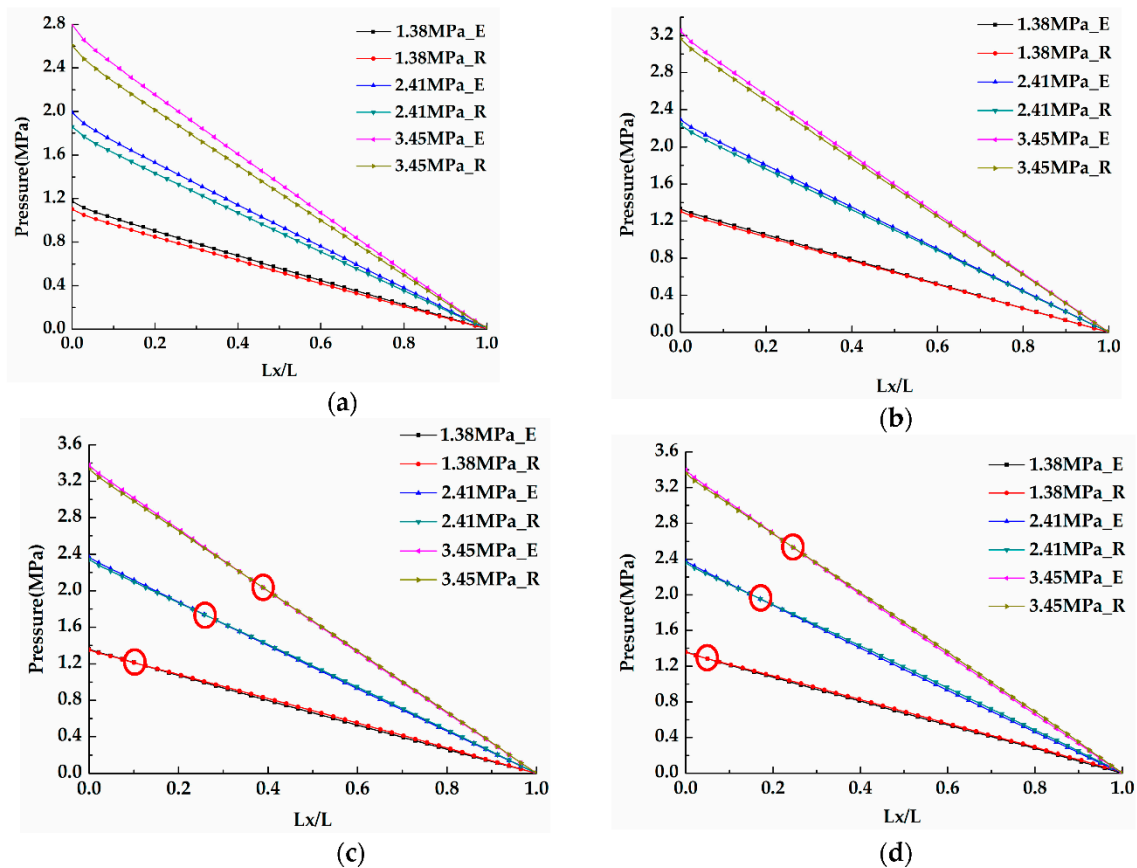 2.8
2.4
2.0
1.6
1.2
0.8
0.4
0.0
Pressure(MPa)
1.38MPa_E
1.38MPa_R
2.41MPa_E
2.41MPa_R
3.45MPa_E
3.45MPa_R
0.0 0.2 0.4 0.6 0.8 1.0
Lx/L
(a)
3.2
2.8
2.4
2.0
1.6
1.2
0.8
0.4
0.0
Pressure(MPa)
1.38MPa_E
1.38MPa_R
2.41MPa_E
2.41MPa_R
3.45MPa_E
3.45MPa_R
0.0 0.2 0.4 0.6 0.8 1.0
Lx/L
(b)
3.6
3.2
2.8
2.4
2.0
1.6
1.2
0.8
0.4
0.0
Pressure(MPa)
1.38MPa_E
1.38MPa_R
2.41MPa_E
2.41MPa_R
3.45MPa_E
3.45MPa_R
0.0 0.2 0.4 0.6 0.8 1.0
Lx/L
(c)
3.6
3.2
2.8
2.4
2.0
1.6
1.2
0.8
0.4
0.0
Pressure(MPa)
1.38MPa_E
1.38MPa_R
2.41MPa_E
2.41MPa_R
3.45MPa_E
3.45MPa_R
0.0 0.2 0.4 0.6 0.8 1.0
Lx/L
(d)